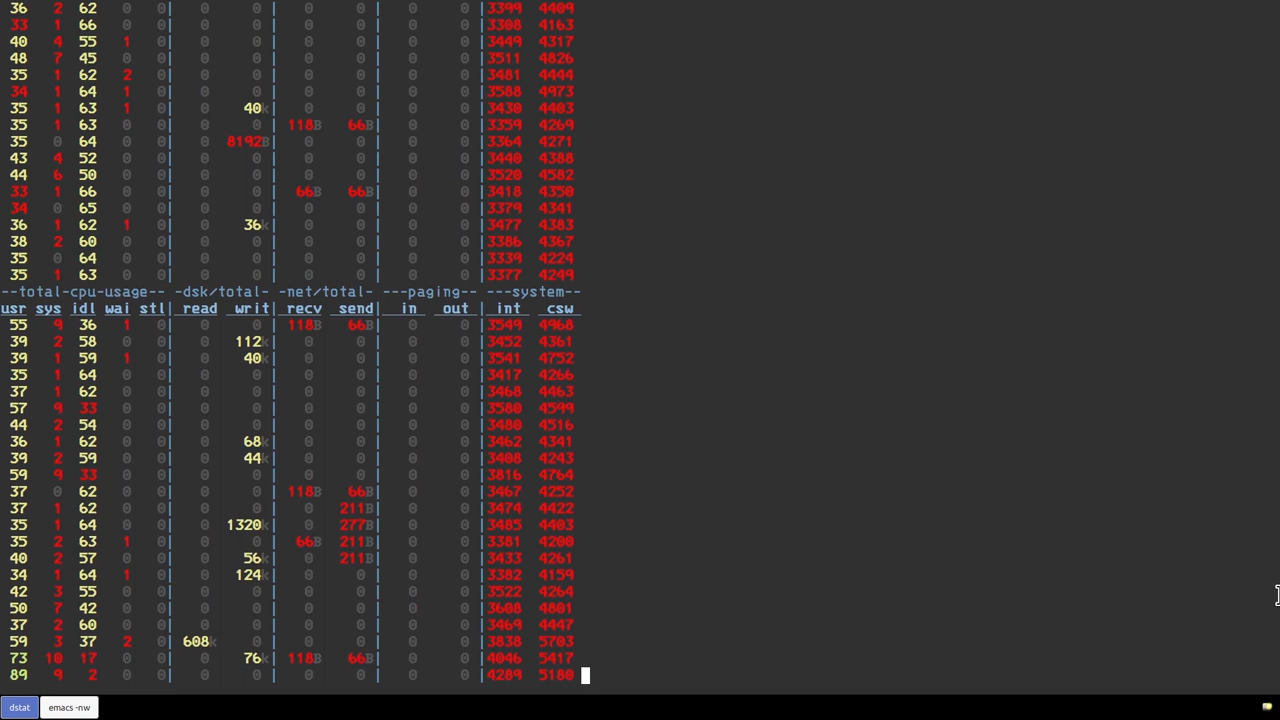 36 2 62 0 0| 0 0 | 0 0 | 0 0 |3399 4409
33 1 66 0 0| 0 0 | 0 0 | 0 0 |3308 4163
40 4 55 1 0| 0 0 | 0 0 | 0 0 |3449 4317
48 7 45 0 0| 0 0 | 0 0 | 0 0 |3511 4826
35 1 62 2 0| 0 0 | 0 0 | 0 0 |3481 4444
34 1 64 1 0| 0 0 | 0 0 | 0 0 |3588 4973
35 1 63 1 0| 0 40k| 0 0 | 0 0 |3430 4403
35 1 63 0 0| 0 0 | 118B 66B| 0 0 |3359 4269
35 0 64 0 0| 0 8192B| 0 0 | 0 0 |3364 4271
43 4 52 0 0| 0 0 | 0 0 | 0 0 |3440 4388
44 6 50 0 0| 0 0 | 0 0 | 0 0 |3520 4582
33 1 66 0 0| 0 0 | 66B 66B| 0 0 |3418 4350
34 0 65 0 0| 0 0 | 0 0 | 0 0 |3379 4341
36 1 62 1 0| 0 36k| 0 0 | 0 0 |3477 4383
38 2 60 0 0| 0 0 | 0 0 | 0 0 |3386 4367
35 0 64 0 0| 0 0 | 0 0 | 0 0 |3339 4224
35 1 63 0 0| 0 0 | 0 0 | 0 0 |3377 4249
--total-cpu-usage-- -dsk/total- -net/total- ---paging-- ---system--
usr sys idl wai stl| read writ| recv send| in out | int csw
55 9 36 1 0| 0 0 | 118B 66B| 0 0 |3549 4968
39 2 58 0 0| 0 112k| 0 0 | 0 0 |3452 4361
39 1 59 1 0| 0 40k| 0 0 | 0 0 |3541 4752
35 1 64 0 0| 0 0 | 0 0 | 0 0 |3417 4266
37 1 62 0 0| 0 0 | 0 0 | 0 0 |3468 4463
57 9 33 0 0| 0 0 | 0 0 | 0 0 |3580 4599
44 2 54 0 0| 0 0 | 0 0 | 0 0 |3480 4516
36 1 62 0 0| 0 68k| 0 0 | 0 0 |3462 4341
39 2 59 0 0| 0 44k| 0 0 | 0 0 |3408 4243
59 9 33 0 0| 0 0 | 0 0 | 0 0 |3816 4764
37 0 62 0 0| 0 0 | 118B 66B| 0 0 |3467 4252
37 1 62 0 0| 0 0 | 0 211B| 0 0 |3474 4422
35 1 64 0 0| 0 1320k| 0 277B| 0 0 |3485 4403
35 2 63 1 0| 0 0 | 66B 211B| 0 0 |3381 4200
40 2 57 0 0| 0 56k| 0 211B| 0 0 |3433 4261
34 1 64 1 0| 0 124k| 0 0 | 0 0 |3382 4159
42 3 55 0 0| 0 0 | 0 0 | 0 0 |3522 4264
50 7 42 0 0| 0 0 | 0 0 | 0 0 |3608 4801
37 2 60 0 0| 0 0 | 0 0 | 0 0 |3469 4447
59 3 37 2 0| 608k 0 | 0 0 | 0 0 |3838 5703
73 10 17 0 0| 0 76k| 118B 66B| 0 0 |4046 5417
89 9 2 0 0| 0 0 | 0 0 | 0 0 |4289 5180
dstat emacs -nw